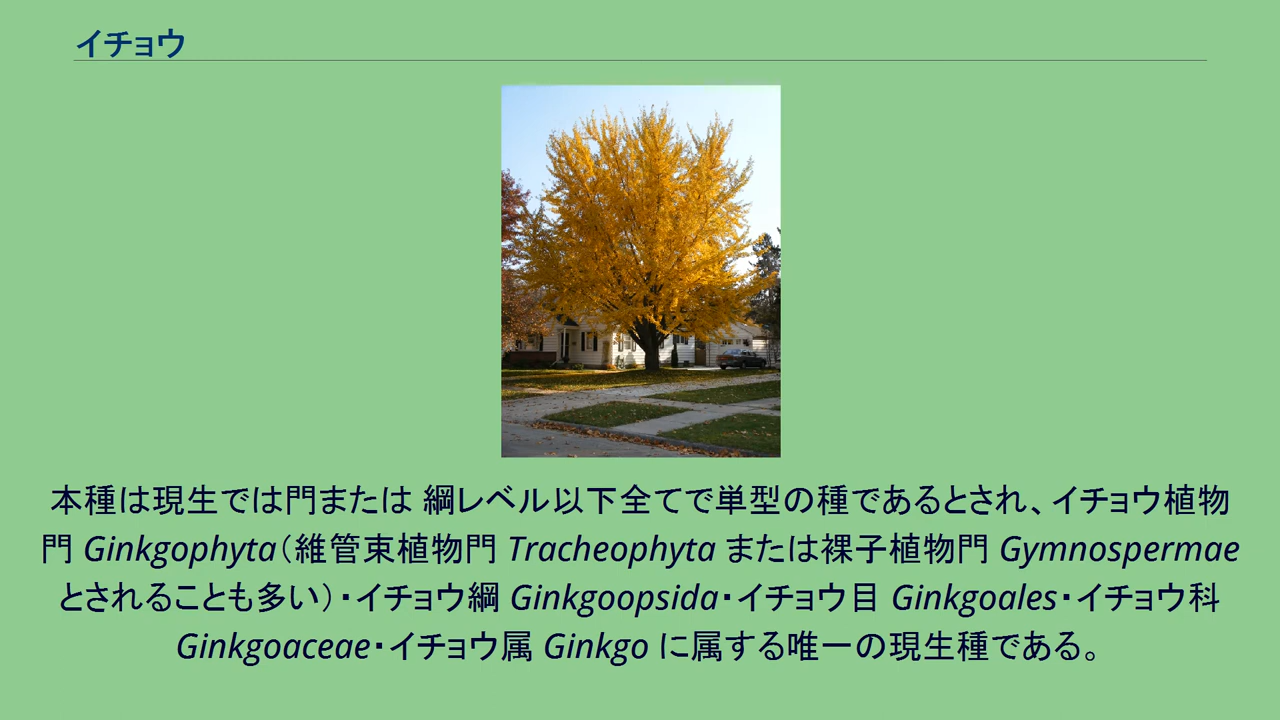 イチョウ
本種は現生では門または 綱レベル以下全てで単型の種であるとされ、イチョウ植物
門 Ginkgophyta（維管束植物門 Tracheophyta または裸子植物門 Gymnospermae
とされることも多い）・イチョウ綱 Ginkgoopsida・イチョウ目 Ginkgoales・イチョウ科
Ginkgoaceae・イチョウ属 Ginkgo に属する唯一の現生種である。